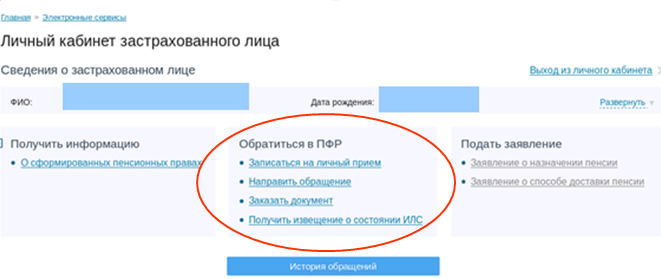 Главная » Электронные сервисы
Личный кабинет застрахованного лица
Сведения о застрахованном лице
Выход из личного кабинета
ФИО:
Дата рождения:
Развернуть
Получить информацию
• О сформированных пенсионных правах
Обратиться в ПФР
• Записаться на личный прием
• Направить обращение
• Заказать документ
• Получить извещение о состоянии ИЛС
Подать заявление
• Заявление о назначении пенсии
• Заявление о способе доставки пенсии
История обращений